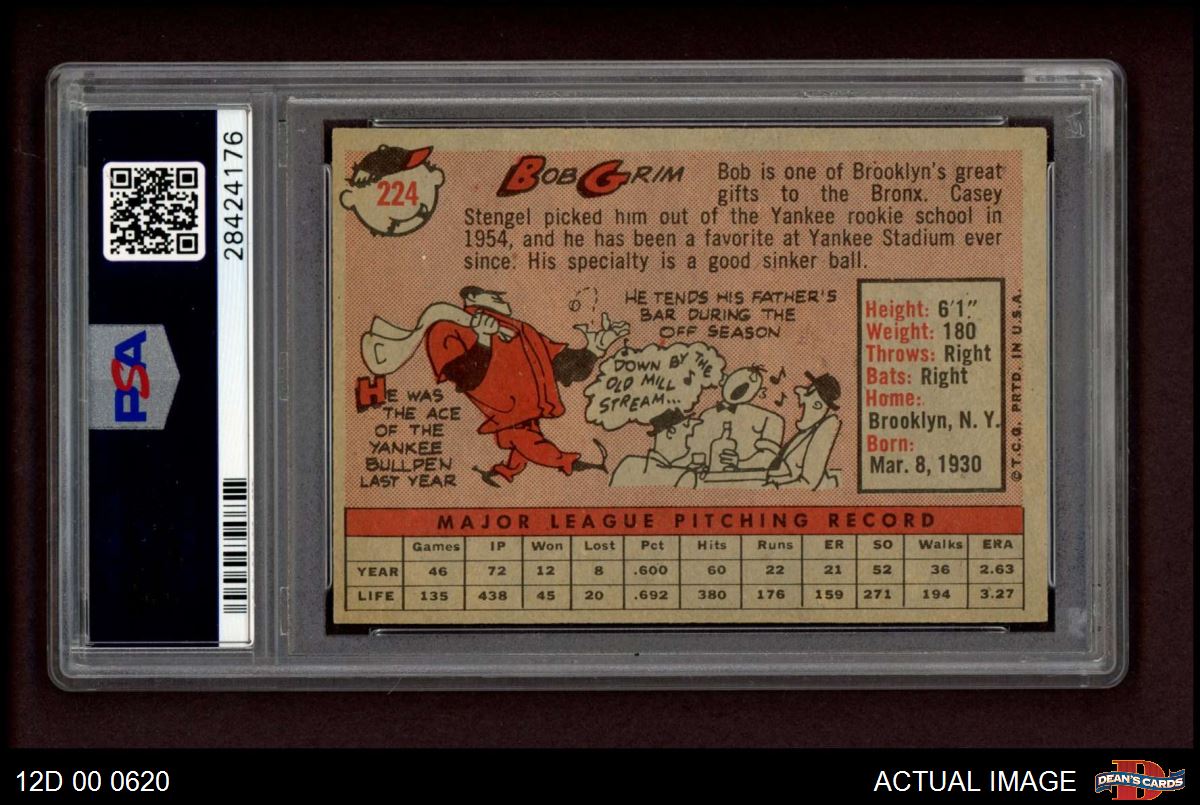 28424176
PSA
224
BOB GRIM
Bob is one of Brooklyn's great
gifts to the Bronx. Casey
Stengel picked him out of the Yankee rookie school in
1954, and he has been a favorite at Yankee Stadium ever
since. His specialty is a good sinker ball.
HE WAS
THE ACE
OF THE
YANKEE
BULLPEN
LAST YEAR
HE TENDS HIS FATHER'S
BAR DURING THE
OFF SEASON
DOWN BY THE
OLD MILL
STREAM...
Height: 6'1"
Weight: 180
Throws: Right
Bats: Right
Home:
Brooklyn, N. Y.
Born:
Mar. 8, 1930
© T.C.G. PRTD. IN U.S.A.
MAJOR LEAGUE PITCHING RECORD
Games IP Won Lost Pct Hits Runs ER SO Walks ERA
YEAR 46 72 12 8 .600 60 22 21 52 36 2.63
LIFE 135 438 45 20 .692 380 176 159 271 194 3.27
12D 00 0620
ACTUAL IMAGE
DEAN'S CARDS